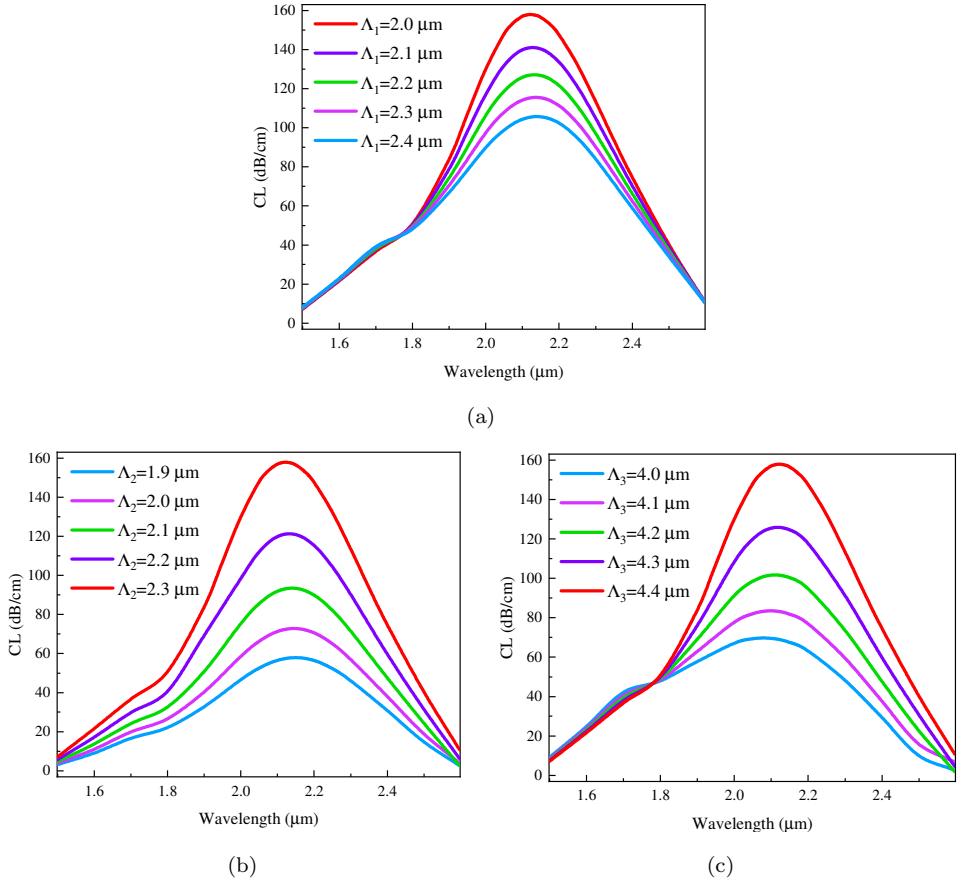 160
140
120
100
80
60
40
20
0
CL (dB/cm)
Λ₁=2.0 μm
Λ₁=2.1 μm
Λ₁=2.2 μm
Λ₁=2.3 μm
Λ₁=2.4 μm
1.6 1.8 2.0 2.2 2.4
Wavelength (μm)
(a)
160
140
120
100
80
60
40
20
0
CL (dB/cm)
Λ₂=1.9 μm
Λ₂=2.0 μm
Λ₂=2.1 μm
Λ₂=2.2 μm
Λ₂=2.3 μm
1.6 1.8 2.0 2.2 2.4
Wavelength (μm)
(b)
160
140
120
100
80
60
40
20
0
CL (dB/cm)
Λ₃=4.0 μm
Λ₃=4.1 μm
Λ₃=4.2 μm
Λ₃=4.3 μm
Λ₃=4.4 μm
1.6 1.8 2.0 2.2 2.4
Wavelength (μm)
(c)